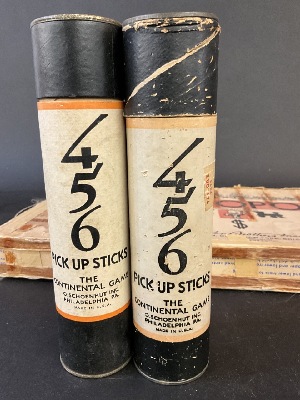 456
PICK UP STICKS
THE
CONTINENTAL GAME
O. SCHOENHUT INC.
PHILADELPHIA PA.
MADE IN U.S.A.
456
PICK UP STICKS
THE
CONTINENTAL GAME
O. SCHOENHUT INC.
PHILADELPHIA PA.
MADE IN U.S.A.